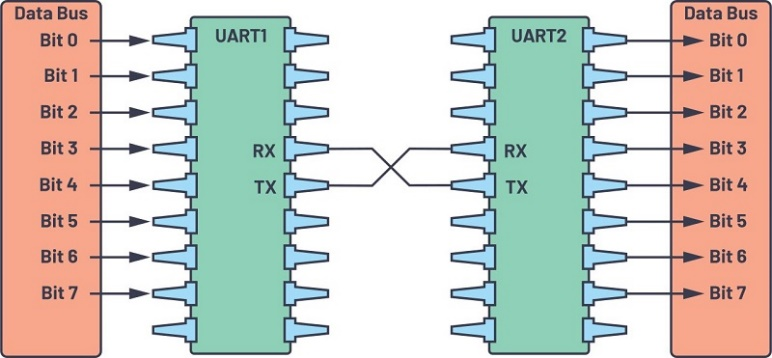 Data Bus
Bit 0
Bit 1
Bit 2
Bit 3
Bit 4
Bit 5
Bit 6
Bit 7
UART1
RX
TX
UART2
RX
TX
Data Bus
Bit 0
Bit 1
Bit 2
Bit 3
Bit 4
Bit 5
Bit 6
Bit 7